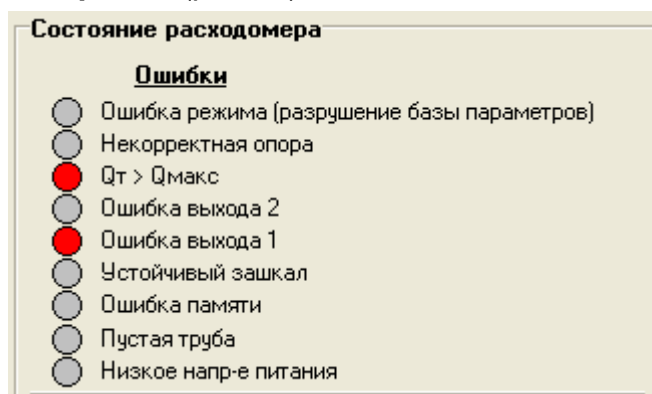 Состояние расходомера
Ошибки
Ошибка режима (разрушение базы параметров)
Некорректная опора
Qт > Qмакс
Ошибка выхода 2
Ошибка выхода 1
Устойчивый зашкал
Ошибка памяти
Пустая труба
Низкое напр-е питания